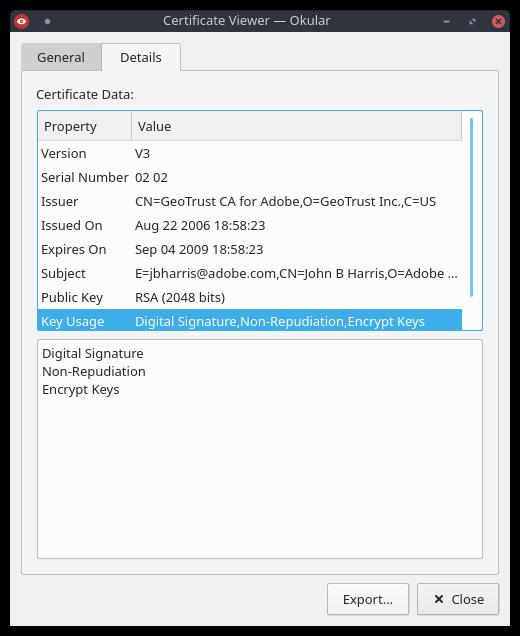 Certificate Viewer — Okular
General Details
Certificate Data:
Property Value
Version V3
Serial Number 02 02
Issuer CN=GeoTrust CA for Adobe,O=GeoTrust Inc.,C=US
Issued On Aug 22 2006 18:58:23
Expires On Sep 04 2009 18:58:23
Subject E=jbharris@adobe.com,CN=John B Harris,O=Adobe ...
Public Key RSA (2048 bits)
Key Usage Digital Signature,Non-Repudiation,Encrypt Keys
Digital Signature
Non-Repudiation
Encrypt Keys
Export... Close